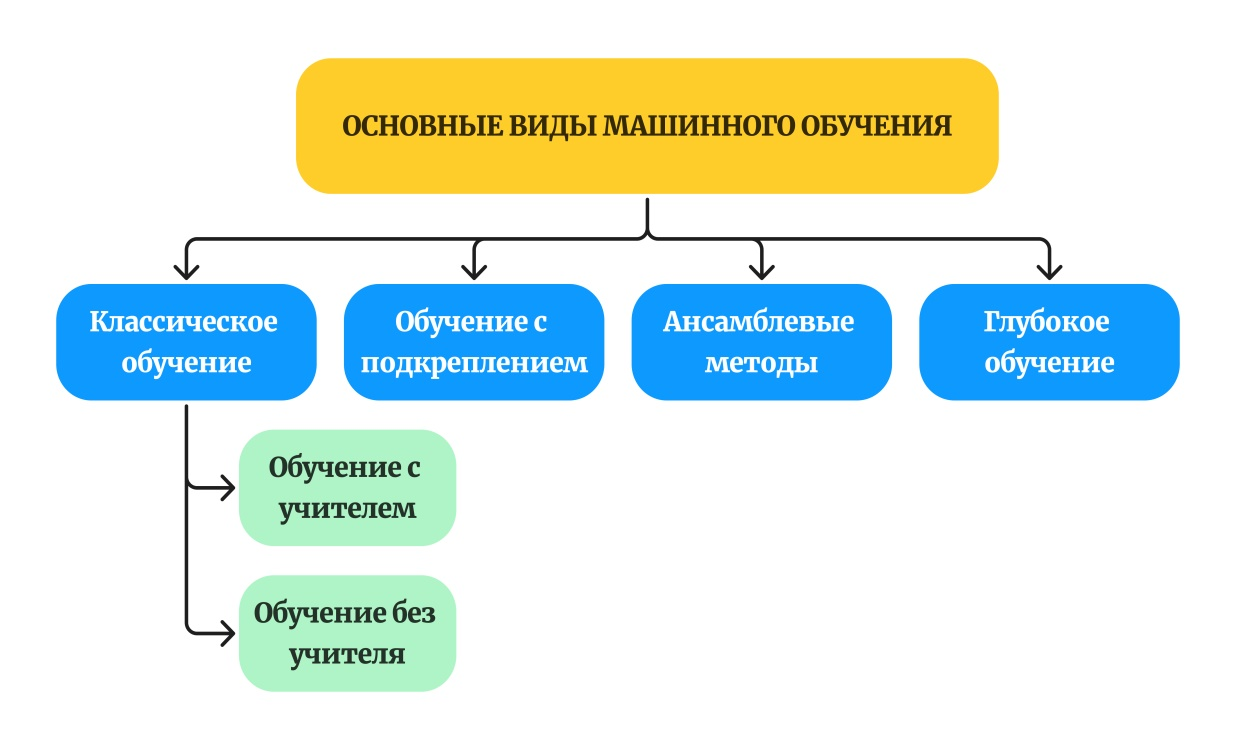 ОСНОВНЫЕ ВИДЫ МАШИННОГО ОБУЧЕНИЯ
Классическое
обучение
Обучение с
подкреплением
Ансамблевые
методы
Глубокое
обучение
Обучение с
учителем
Обучение без
учителя